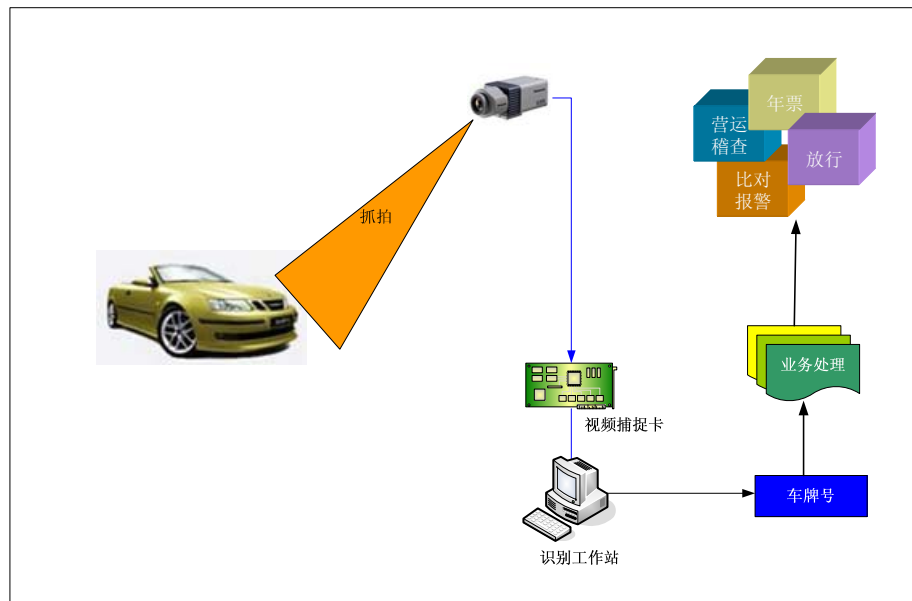 年票
营运
稽查
放行
比对
报警
抓拍
业务处理
视频捕捉卡
车牌号
识别工作站